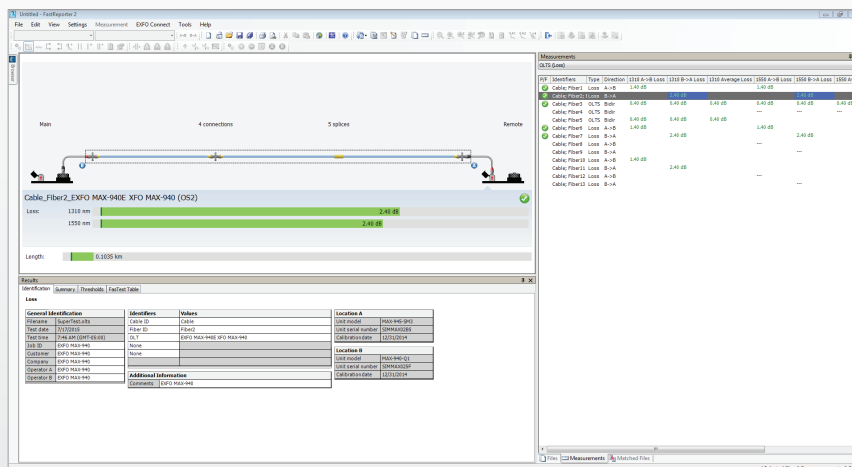 Untitled - FastReporter 2
File Edit View Settings Measurement EXFO Connect Tools Help
Browser
Measurements
OLTS (Loss)
P/F Identifiers Type Direction 1310 A->B Loss 1310 B->A Loss 1310 Average Loss 1550 A->B Loss 1550 B->A Loss 1550 A
Cable; Fiber1 Loss A->B 1.40 dB 1.40 dB
Cable; Fiber2; Loss B->A 2.40 dB 2.40 dB
Cable; Fiber3 OLTS Bidir 0.40 dB 0.40 dB 0.40 dB 0.40 dB 0.40 dB 0.40 dB
Cable; Fiber4 OLTS Bidir --- ---
Cable; Fiber5 OLTS Bidir 0.40 dB 0.40 dB 0.40 dB
Cable; Fiber6 Loss A->B 1.40 dB 1.40 dB
Cable; Fiber7 Loss B->A 2.40 dB 2.40 dB
Cable; Fiber8 Loss A->B ---
Cable; Fiber9 Loss B->A ---
Cable; Fiber10 Loss A->B 1.40 dB
Cable; Fiber11 Loss B->A 2.40 dB
Cable; Fiber12 Loss A->B ---
Cable; Fiber13 Loss B->A ---
Main 4 connections 5 splices Remote
Cable_Fiber2_EXFO MAX-940E XFO MAX-940 (OS2)
Loss: 1310 nm 2.40 dB
1550 nm 2.40 dB
Length: 0.1035 km
Results
Identification Summary Thresholds FasTest Table
Loss
General Identification
Filename SuperTest.olts
Test date 7/17/2015
Test time 7:46 AM (GMT-05:00)
Job ID EXFO MAX-940
Customer EXFO MAX-940
Company EXFO MAX-940
Operator A EXFO MAX-940
Operator B EXFO MAX-940
Identifiers Values
Cable ID Cable
Fiber ID Fiber2
OLT EXFO MAX-940E XFO MAX-940
None
None
Additional Information
Comments EXFO MAX-940
Location A
Unit model MAX-945-SM3
Unit serial number
Calibration date 12/31/2014
Location B
Unit model MAX-940-Q1
Unit serial number
Calibration date 12/31/2014
Files Measurements Matched Files